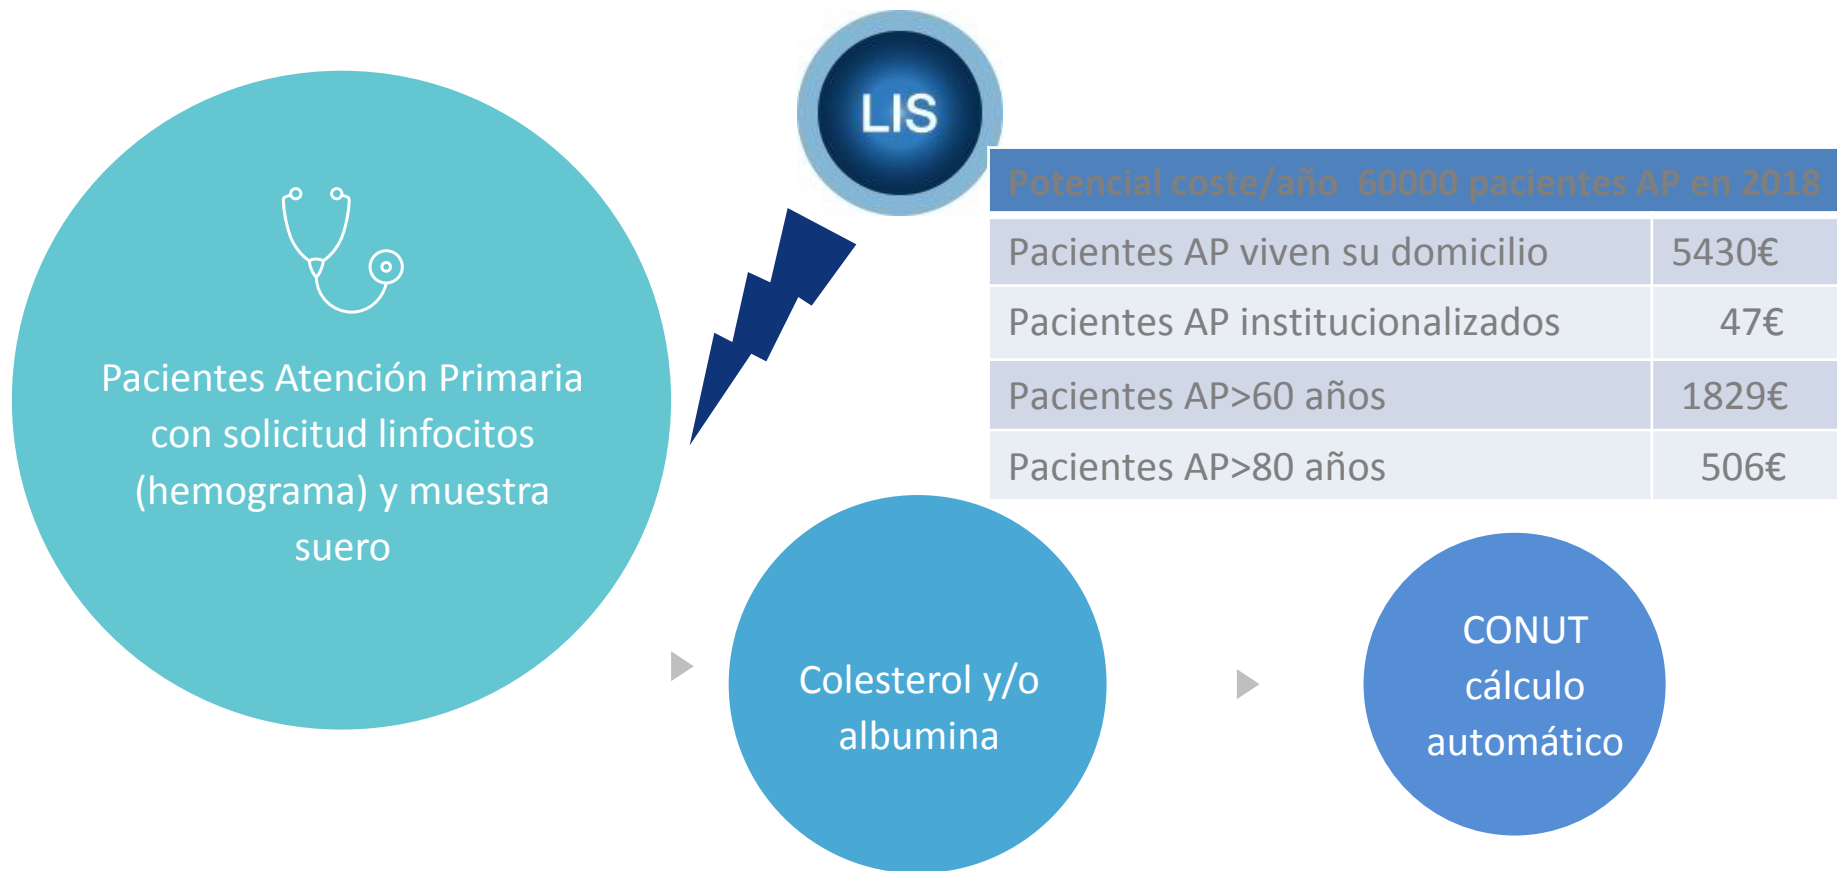 LIS
Potencial coste/año 60000 pacientes AP en 2018
Pacientes AP viven su domicilio 5430€
Pacientes AP institucionalizados 47€
Pacientes AP>60 años 1829€
Pacientes AP>80 años 506€
Pacientes Atención Primaria
con solicitud linfocitos
(hemograma) y muestra
suero
Colesterol y/o
albumina
CONUT
cálculo
automático